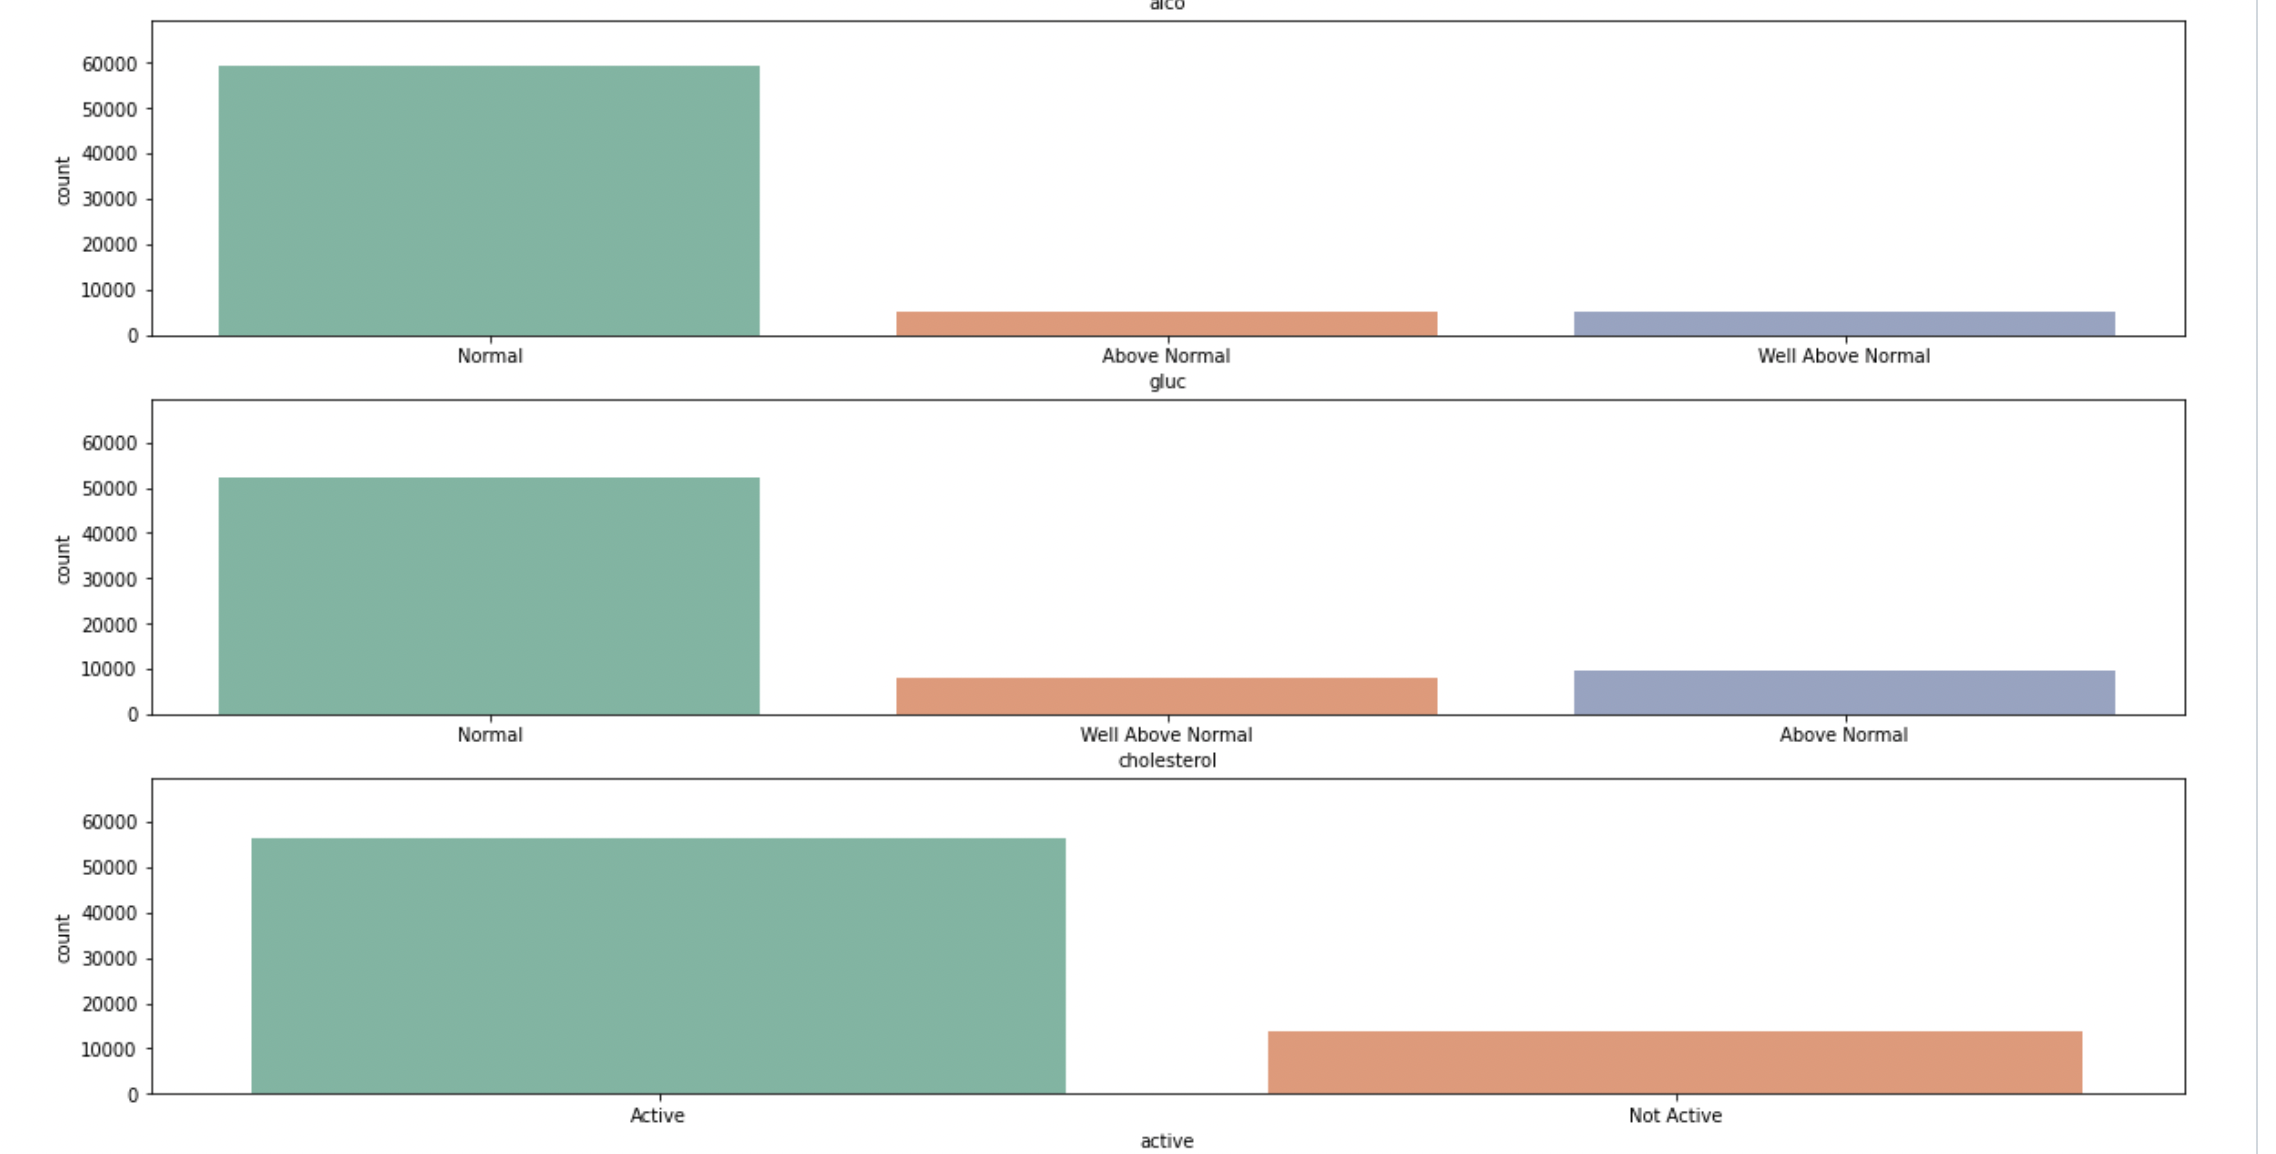 alco
60000
50000
40000
30000
20000
10000
0
count
Normal Above Normal Well Above Normal
gluc
60000
50000
40000
30000
20000
10000
0
count
Normal Well Above Normal Above Normal
cholesterol
60000
50000
40000
30000
20000
10000
0
count
Active Not Active
active